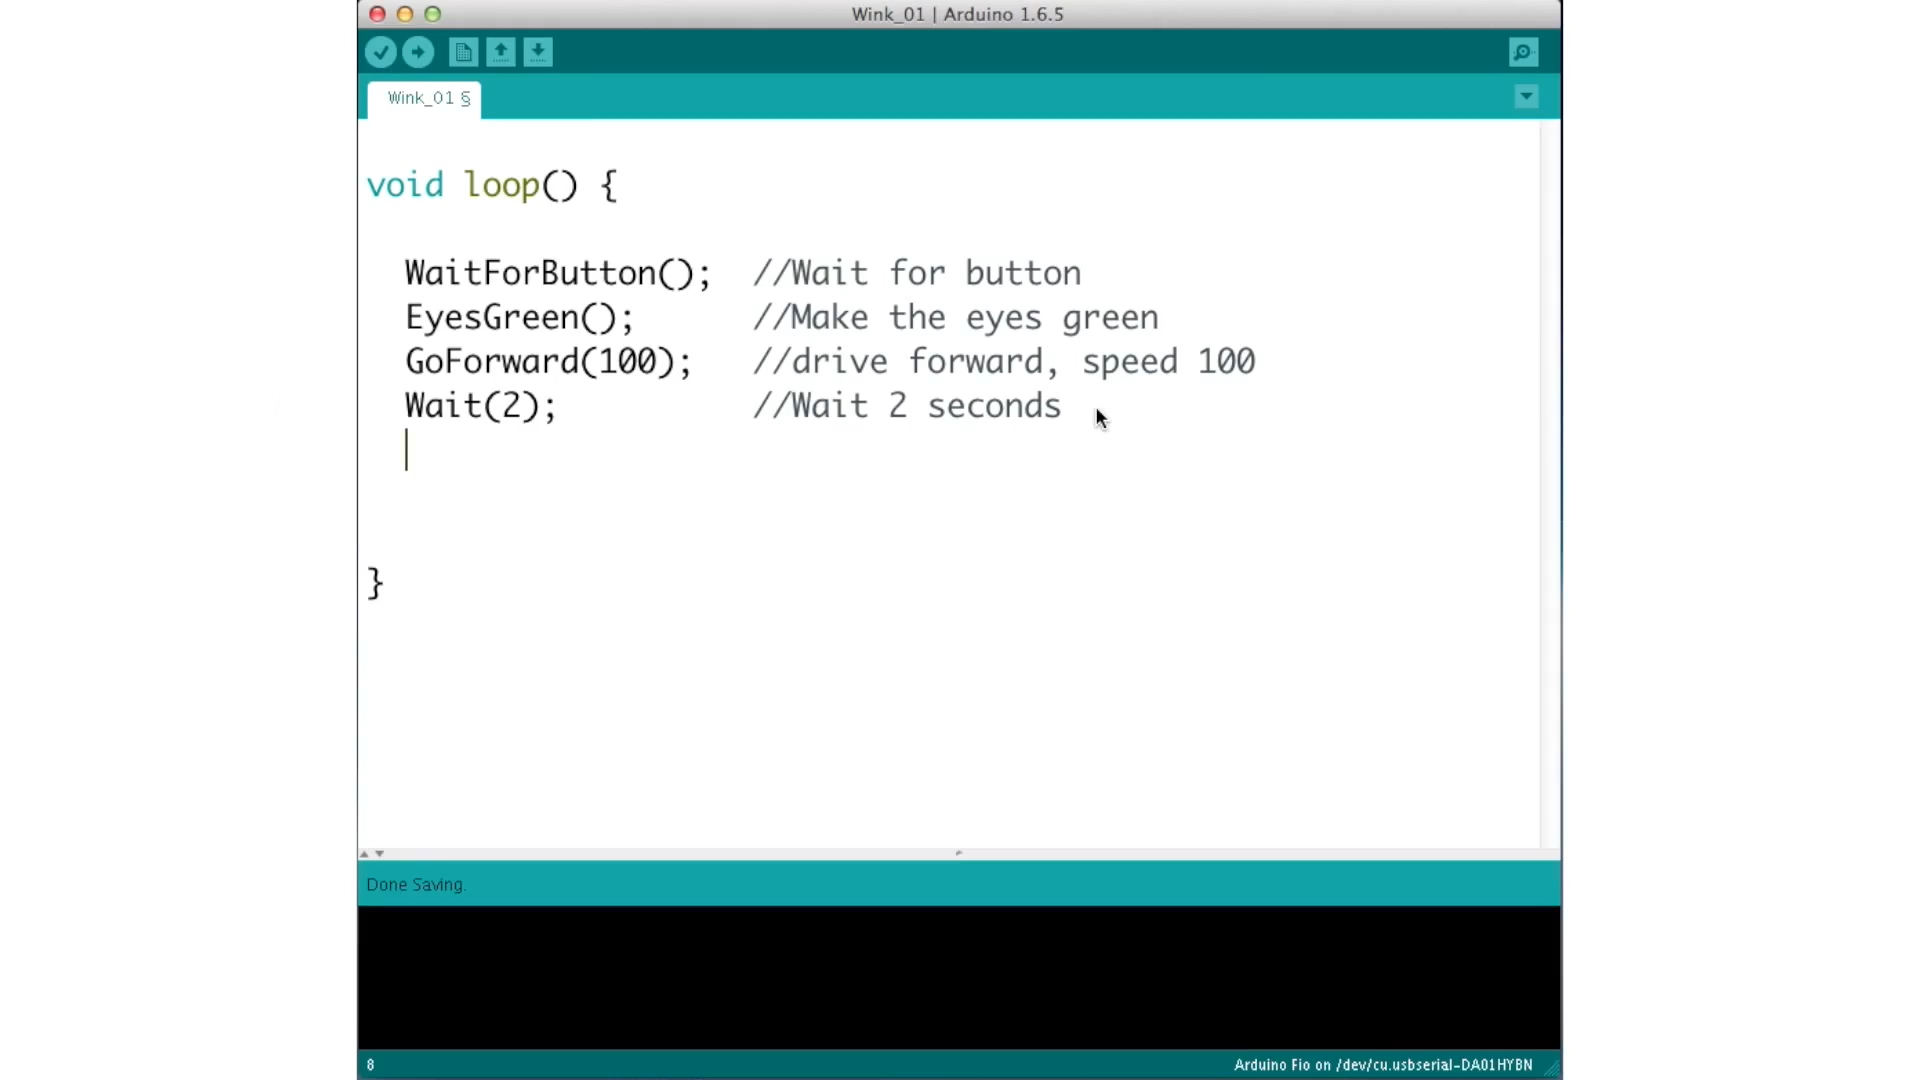 Wink_01 | Arduino 1.6.5
Wink_01 §
void loop() {
WaitForButton();  //Wait for button
EyesGreen();      //Make the eyes green
GoForward(100);   //drive forward, speed 100
Wait(2);          //Wait 2 seconds
}
Done Saving.
8 Arduino Fio on /dev/cu.usbserial-DA01HYBN